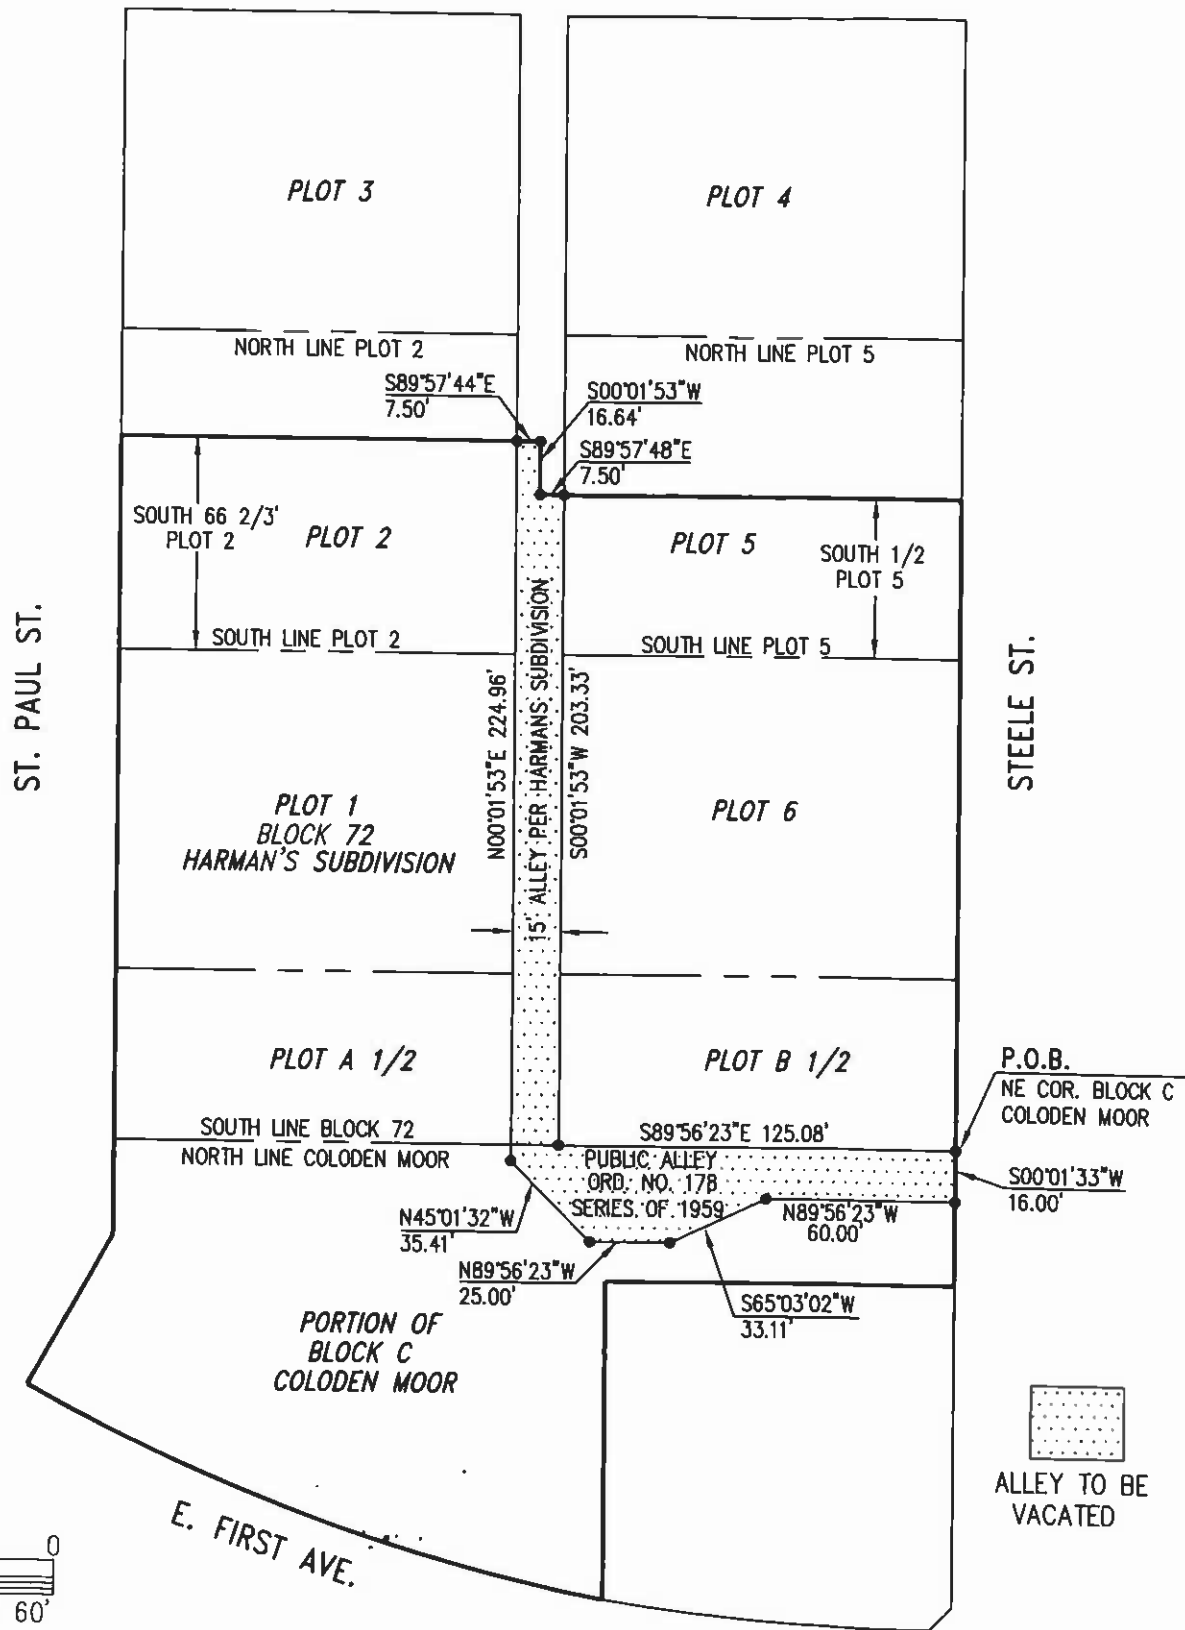 PLOT 3
PLOT 4
NORTH LINE PLOT 2
NORTH LINE PLOT 5
S89°57'44"E
7.50'
S00°01'53"W
16.64'
S89°57'48"E
7.50'
SOUTH 66 2/3'
PLOT 2
PLOT 2
PLOT 5
SOUTH 1/2
PLOT 5
SOUTH LINE PLOT 2
SOUTH LINE PLOT 5
ST. PAUL ST.
STEELE ST.
N00°01'53"E 224.96'
15' ALLEY PER HARMANS SUBDIVISION
S00°01'53"W 203.33'
PLOT 1
BLOCK 72
HARMAN'S SUBDIVISION
PLOT 6
PLOT A 1/2
PLOT B 1/2
P.O.B.
NE COR. BLOCK C
COLODEN MOOR
SOUTH LINE BLOCK 72
NORTH LINE COLODEN MOOR
S89°56'23"E 125.08'
PUBLIC ALLEY
ORD. NO. 178
SERIES OF 1959
S00°01'33"W
16.00'
N89°56'23"W
60.00'
N45°01'32"W
35.41'
N89°56'23"W
25.00'
S65°03'02"W
33.11'
PORTION OF
BLOCK C
COLODEN MOOR
ALLEY TO BE
VACATED
E. FIRST AVE.
0
60'